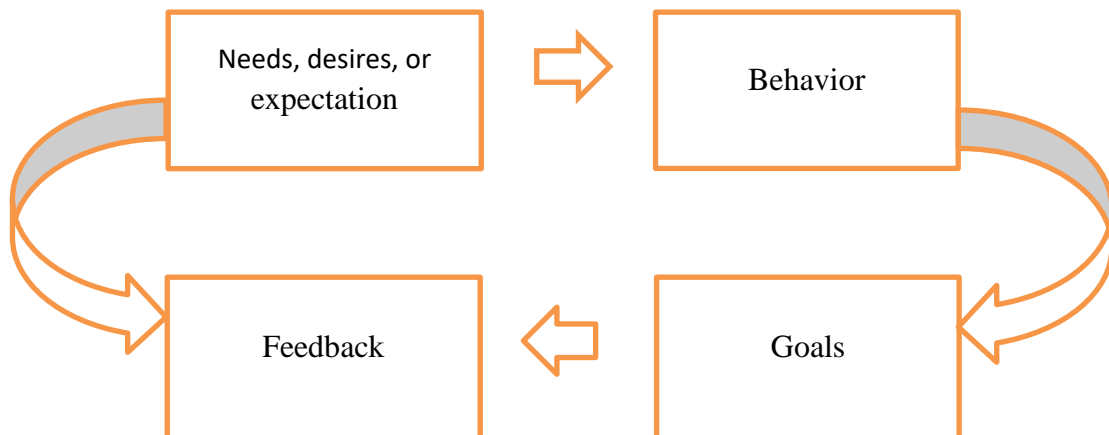 Needs, desires, or
expectation
Behavior
Feedback
Goals